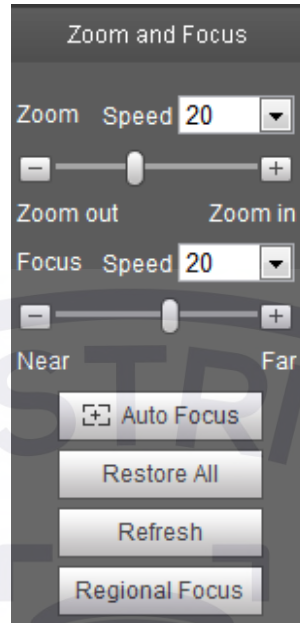 Zoom and Focus
Zoom Speed 20
Zoom out Zoom in
Focus Speed 20
Near Far
Auto Focus
Restore All
Refresh
Regional Focus